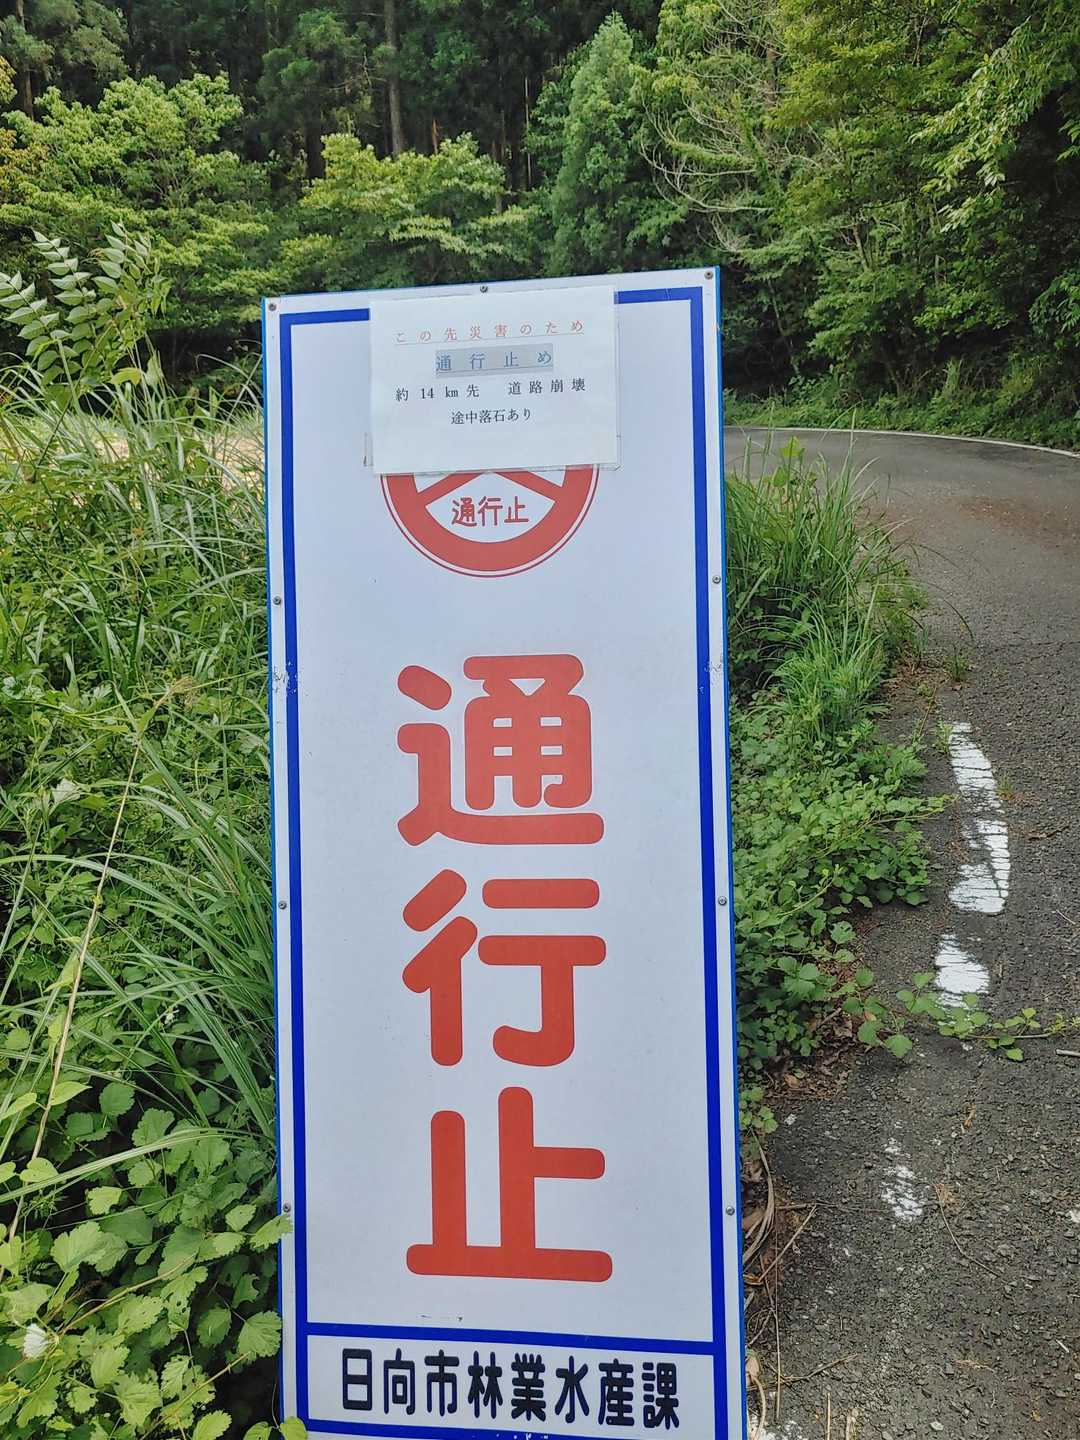 この先災害のため
通行止め
約14km先 道路崩壊
途中落石あり
通行止
通行止
日向市林業水産課